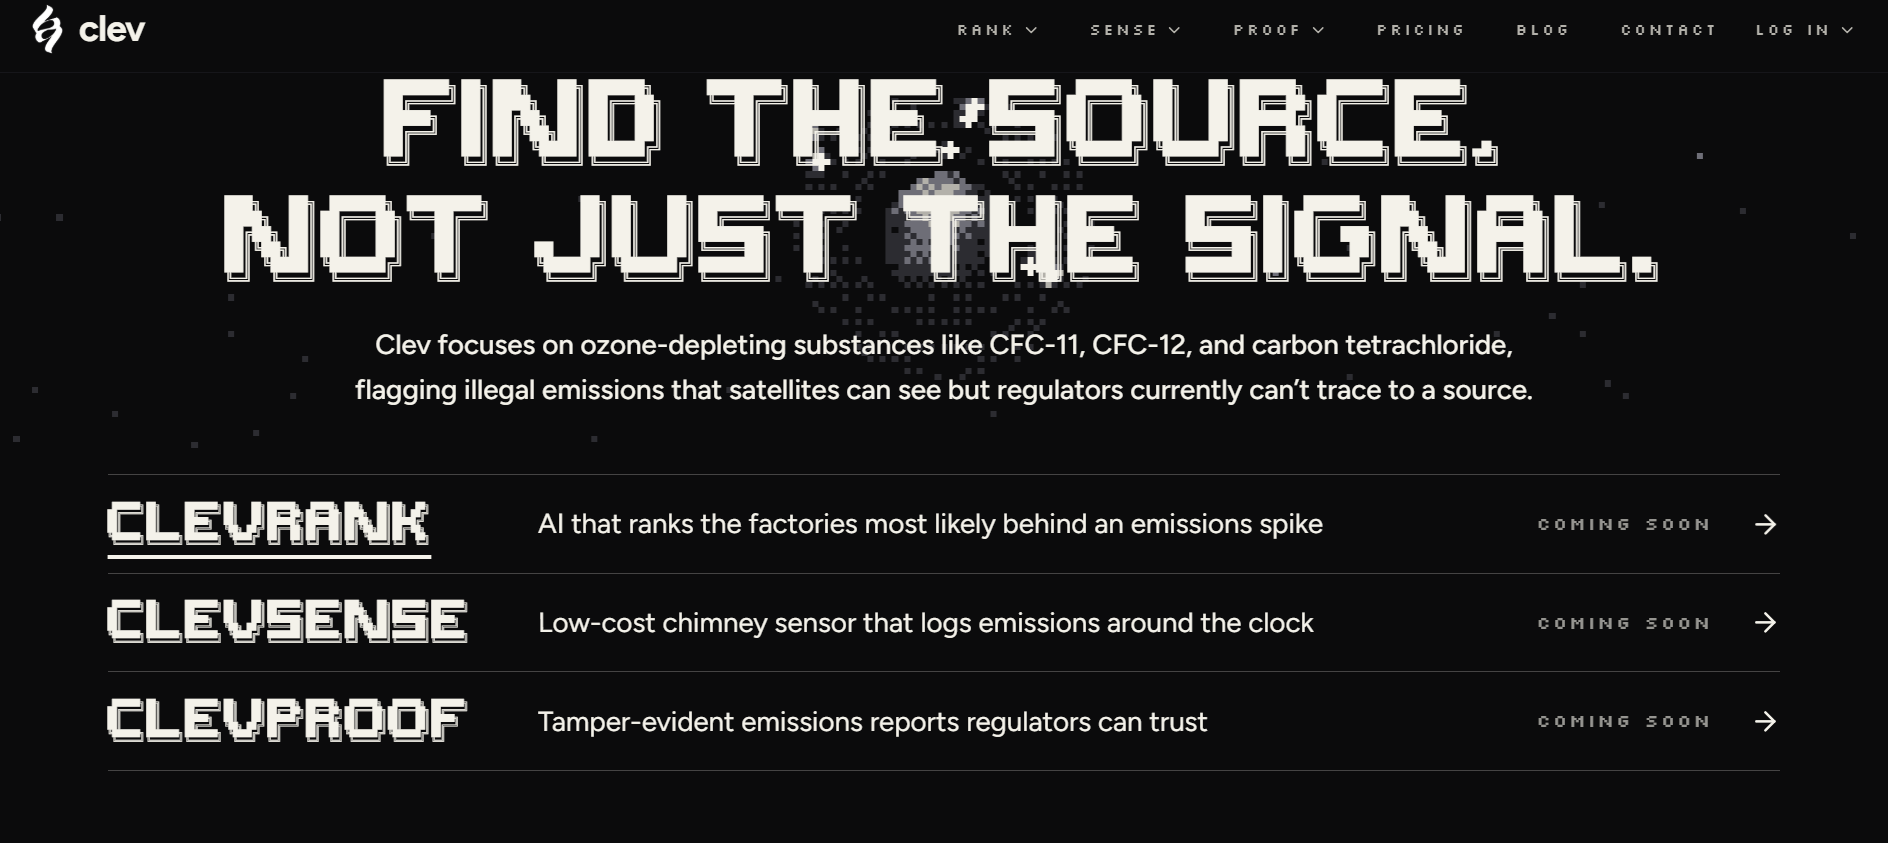 clev
RANK SENSE PROOF PRICING BLOG CONTACT LOG IN
FIND THE SOURCE.
NOT JUST THE SIGNAL.
Clev focuses on ozone-depleting substances like CFC-11, CFC-12, and carbon tetrachloride,
flagging illegal emissions that satellites can see but regulators currently can’t trace to a source.
CLEVRANK AI that ranks the factories most likely behind an emissions spike COMING SOON →
CLEVSENSE Low-cost chimney sensor that logs emissions around the clock COMING SOON →
CLEVPROOF Tamper-evident emissions reports regulators can trust COMING SOON →